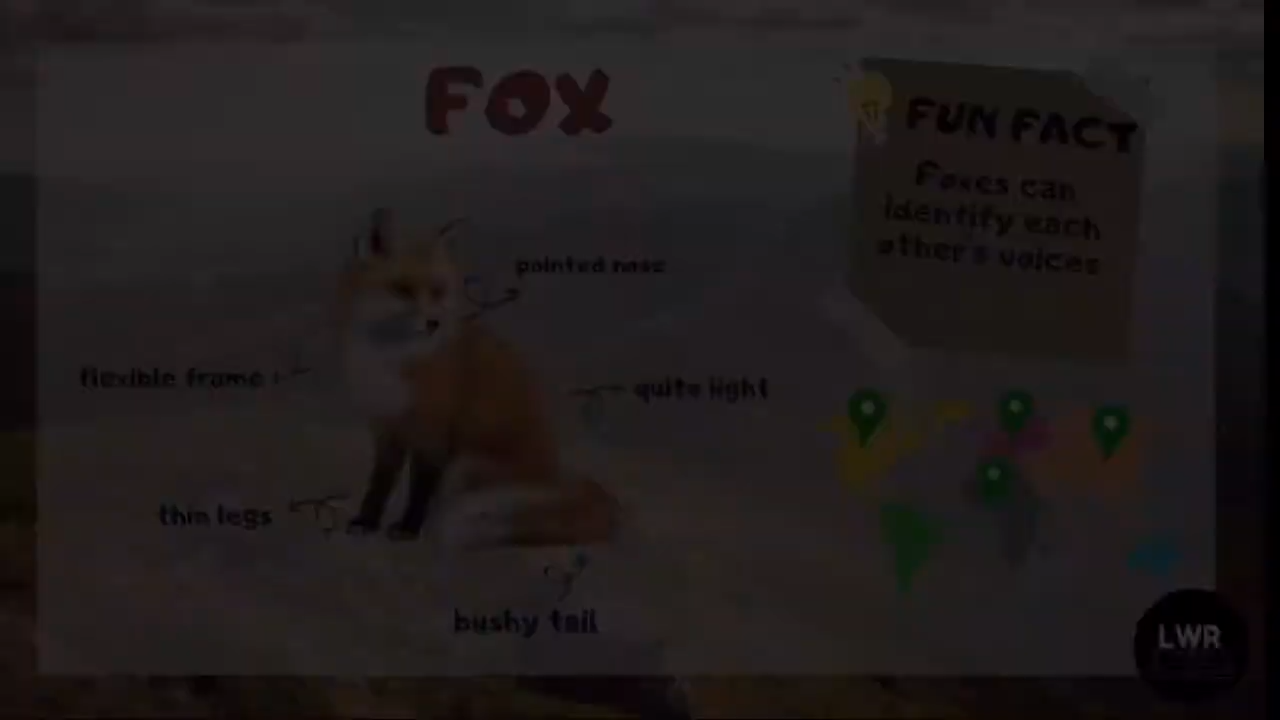 FOX
FUN FACT
Foxes can
identify each
other's voices
pointed nose
flexible frame
quite light
thin legs
bushy tail
LWR